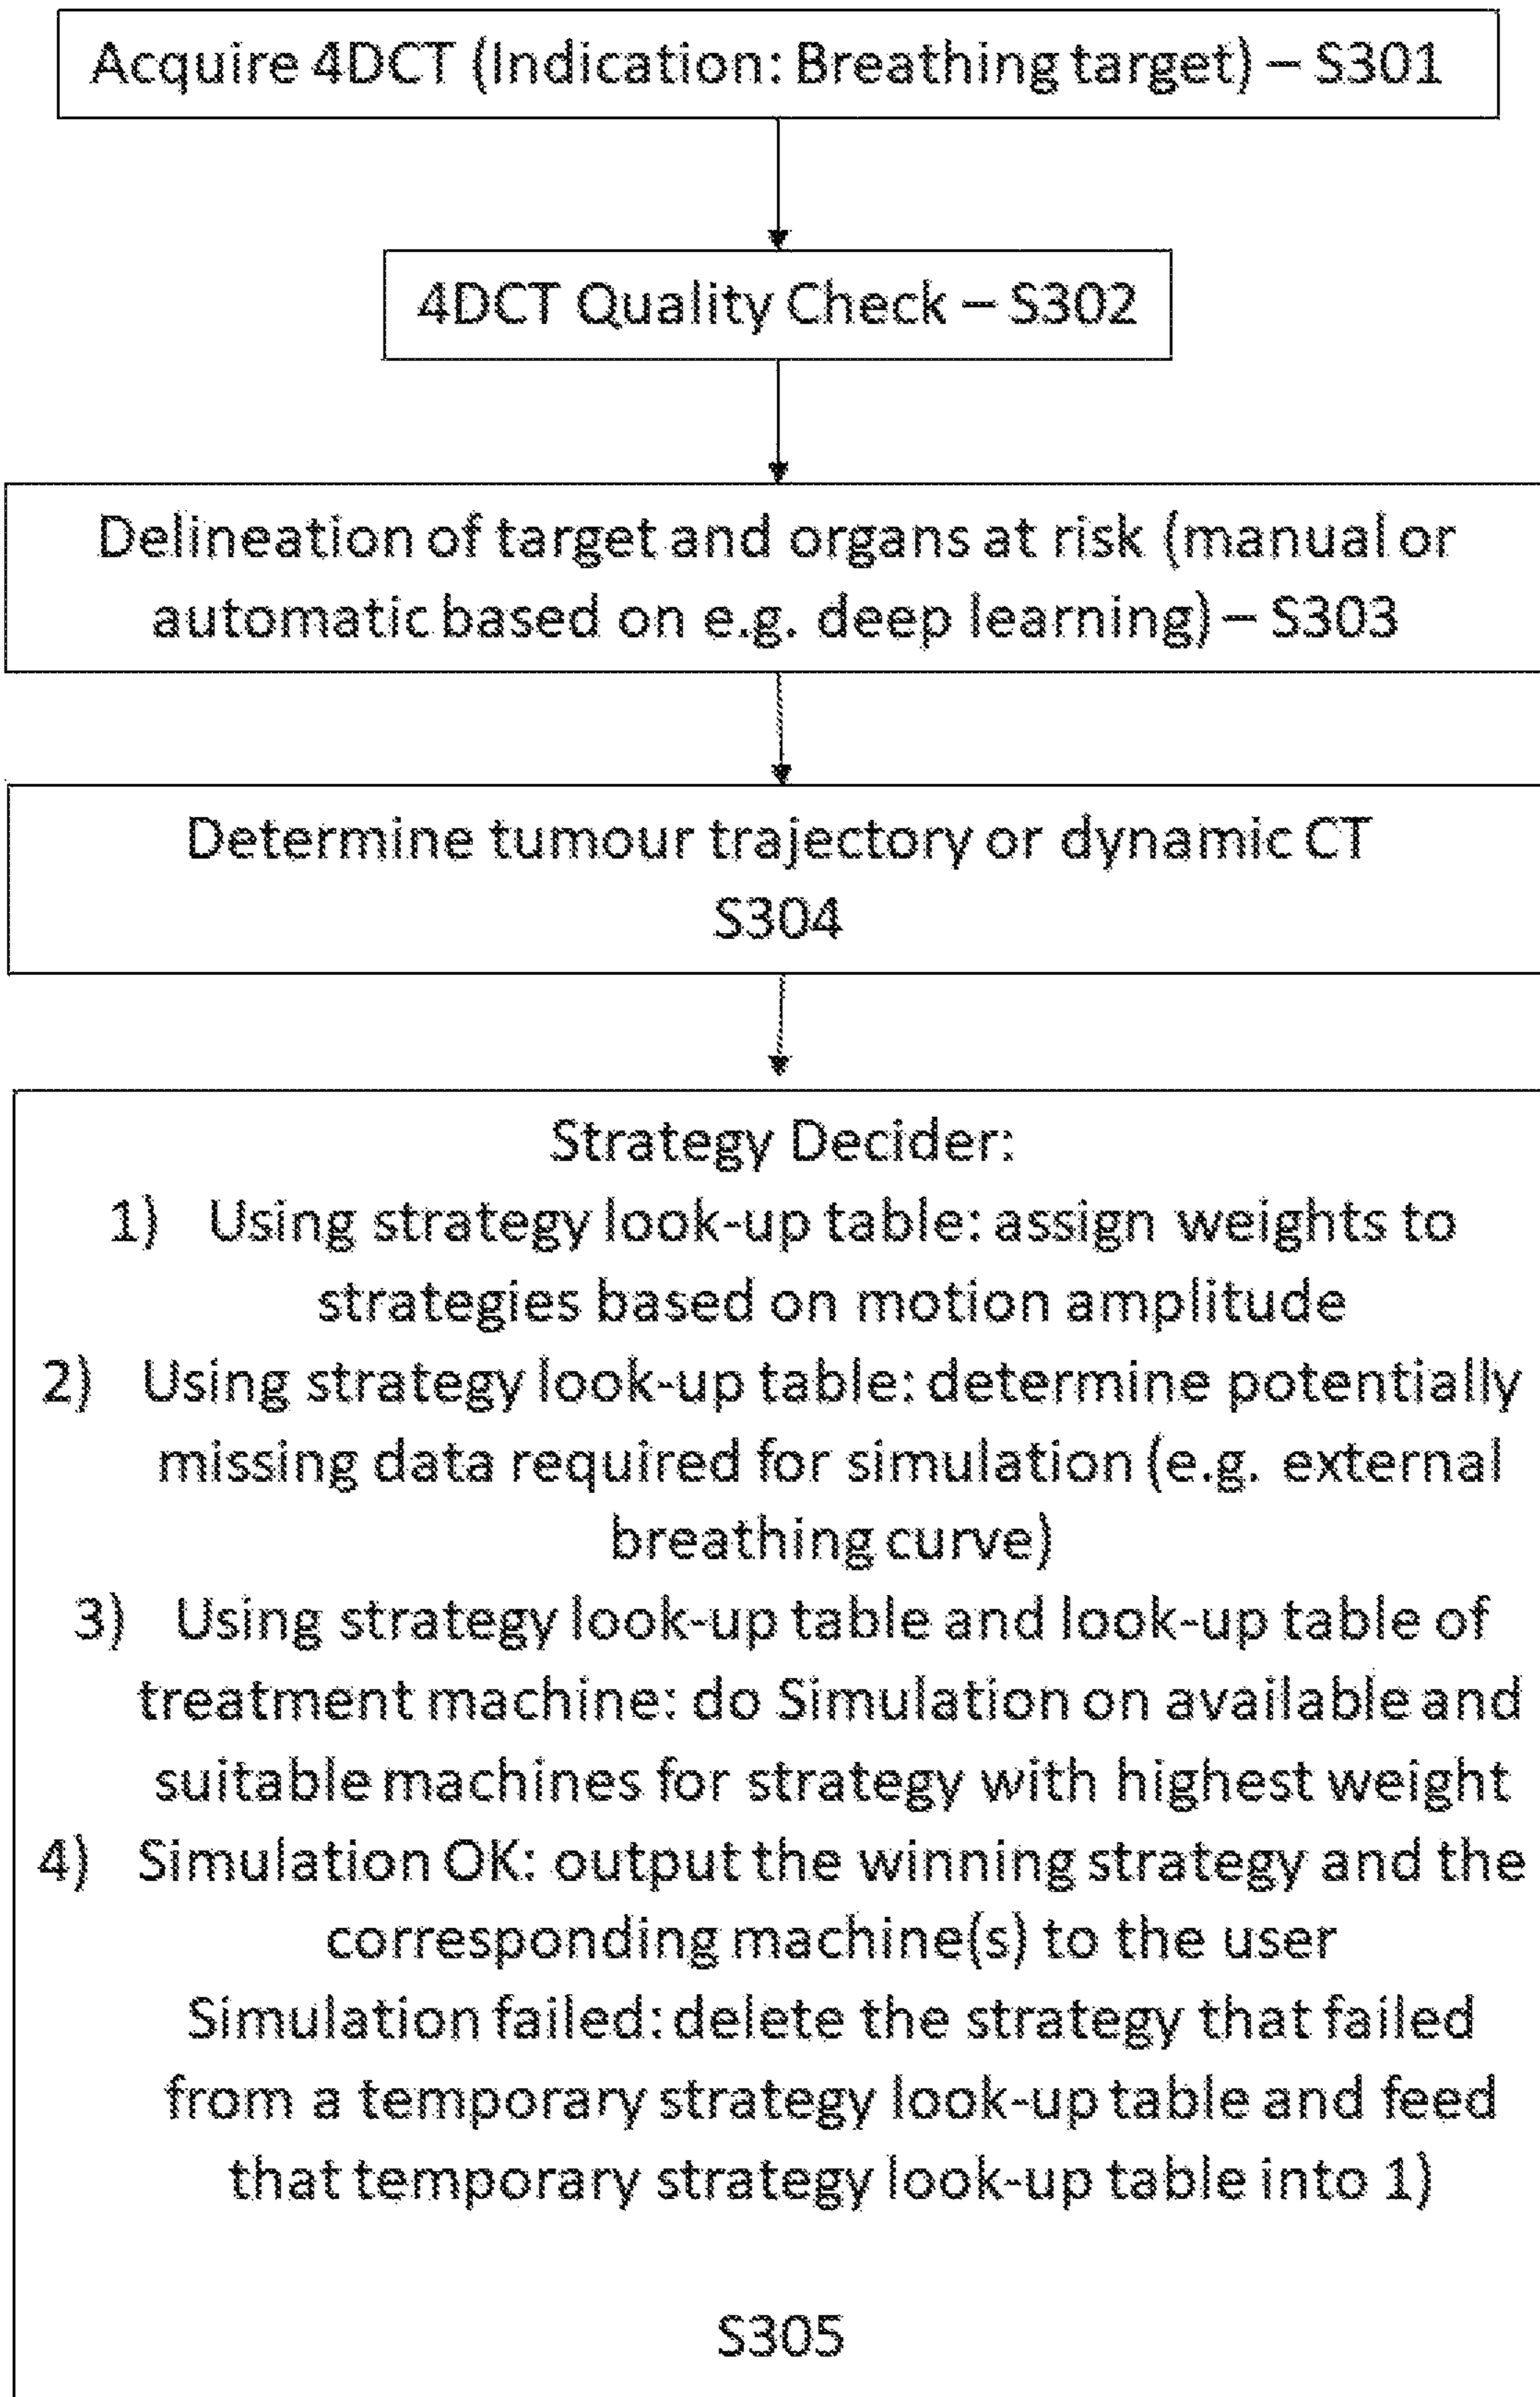 Acquire 4DCT (Indication: Breathing target) – S301
4DCT Quality Check – S302
Delineation of target and organs at risk (manual or
automatic based on e.g. deep learning) – S303
Determine tumour trajectory or dynamic CT
S304
Strategy Decider:
1) Using strategy look-up table: assign weights to
strategies based on motion amplitude
2) Using strategy look-up table: determine potentially
missing data required for simulation (e.g. external
breathing curve)
3) Using strategy look-up table and look-up table of
treatment machine: do Simulation on available and
suitable machines for strategy with highest weight
4) Simulation OK: output the winning strategy and the
corresponding machine(s) to the user
Simulation failed: delete the strategy that failed
from a temporary strategy look-up table and feed
that temporary strategy look-up table into 1)
S305